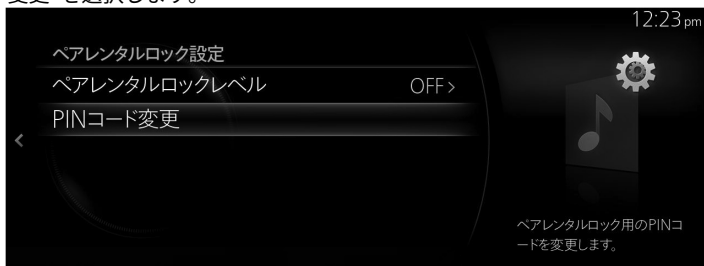 変更"を選択します。
12:23 pm
ペアレンタルロック設定
ペアレンタルロックレベル OFF
PINコード変更
ペアレンタルロック用のPINコ
ードを変更します。